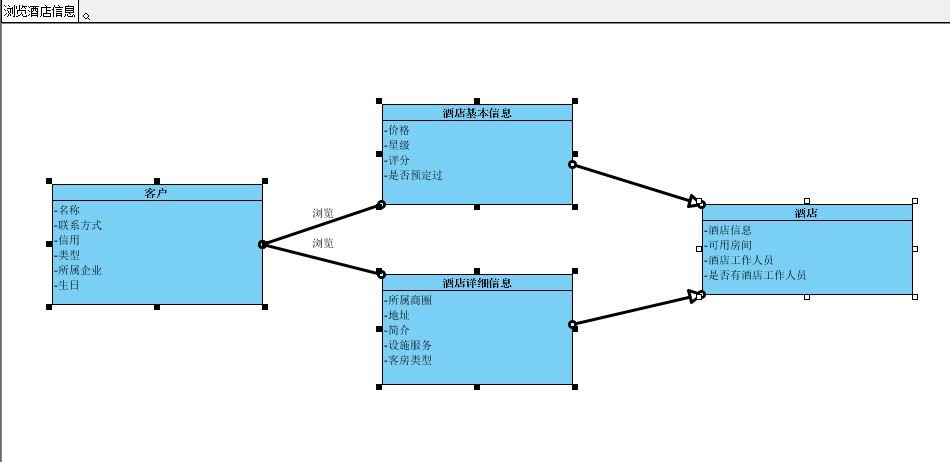 浏览酒店信息
客户
-名称
-联系方式
-信用
-类型
-所属企业
-生日
浏览
浏览
酒店基本信息
-价格
-星级
-评分
-是否预定过
酒店详细信息
-所属商圈
-地址
-简介
-设施服务
-客房类型
酒店
-酒店信息
-可用房间
-酒店工作人员
-是否有酒店工作人员